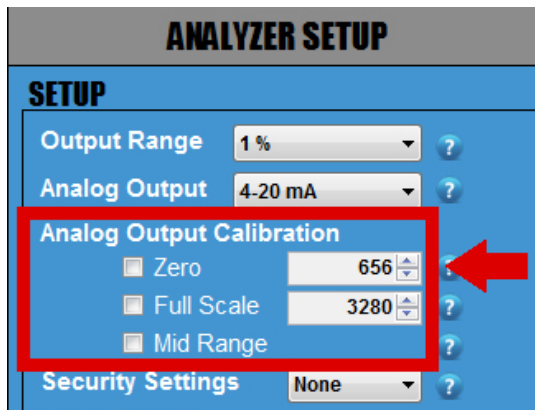 ANALYZER SETUP
SETUP
Output Range 1 % ?
Analog Output 4-20 mA ?
Analog Output Calibration
Zero 656 ?
Full Scale 3280 ?
Mid Range ?
Security Settings None ?